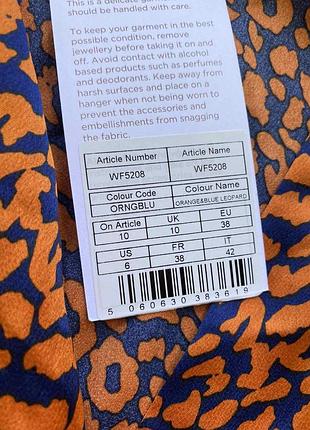 This is a delicate
should be handled with care.
To keep your garment in the best
possible condition, remove
jewellery before taking it on and
off. Avoid contact with alcohol
based products such as perfumes
and deodorants. Keep away from
harsh surfaces and place on a
hanger when not being worn to
prevent the accessories and
embellishments from snagging
the fabric.
Article Number Article Name
WF5208 WF5208
Colour Code Colour Name
ORNGBLU ORANGE&BLUE LEOPARD
On Article UK EU
10 10 38
US FR IT
6 38 42
5 060630 383619